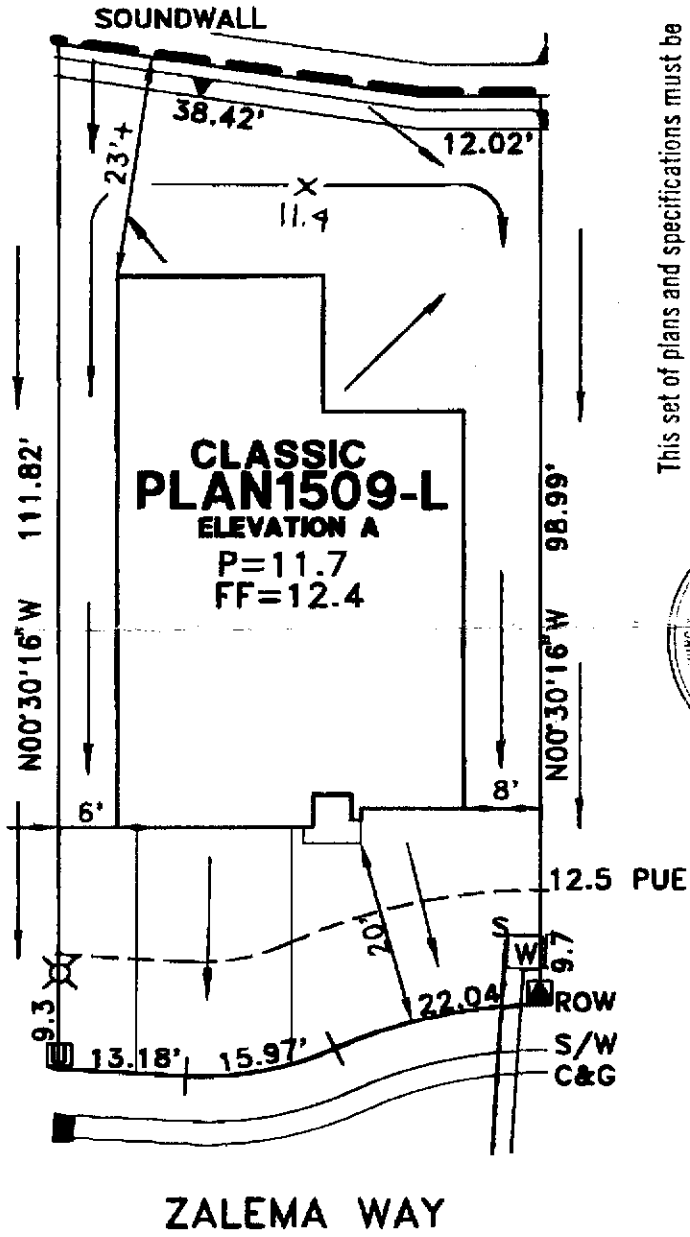 SOUNDWALL
38.42'
12.02'
23'+
11.4
CLASSIC
PLAN1509-L
ELEVATION A
P=11.7
FF=12.4
N00°30'16"W 111.82'
N00°30'16"W 98.99'
6'
8'
12.5 PUE
20'
S
W
9.7
9.3
U
22.04
ROW
13.18'
15.97'
S/W
C&G
ZALEMA WAY
This set of plans and specifications must be